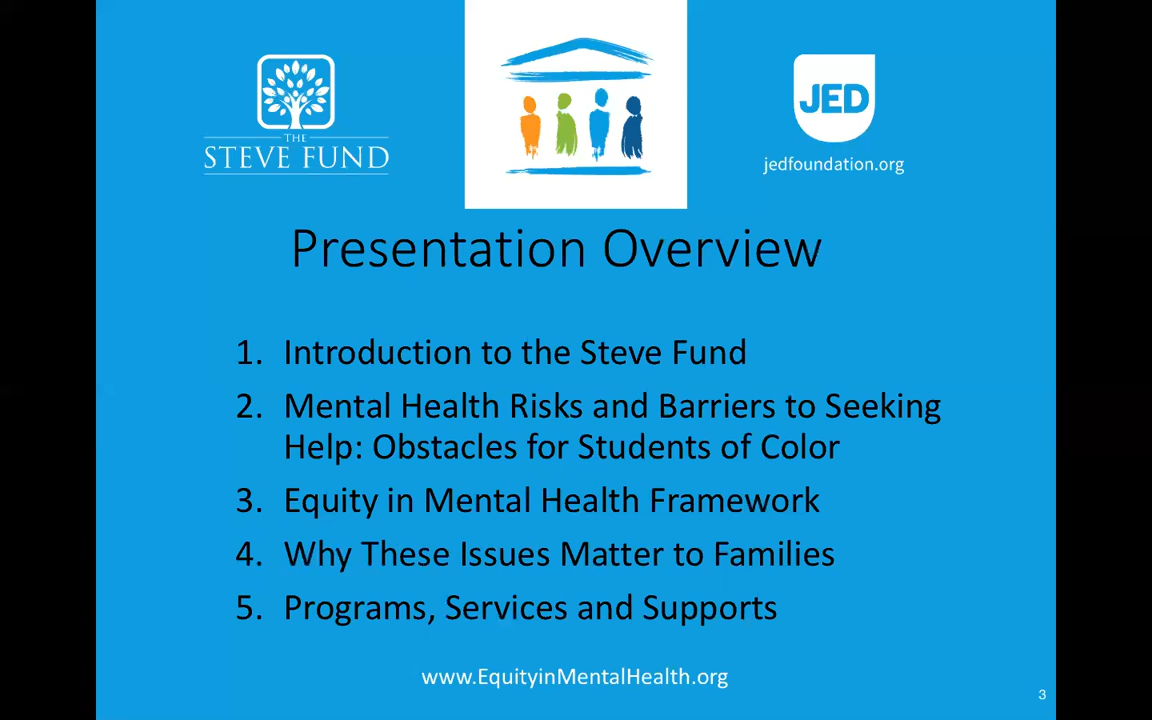 THE
STEVE FUND
JED
jedfoundation.org
Presentation Overview
1. Introduction to the Steve Fund
2. Mental Health Risks and Barriers to Seeking
Help: Obstacles for Students of Color
3. Equity in Mental Health Framework
4. Why These Issues Matter to Families
5. Programs, Services and Supports
www.EquityinMentalHealth.org
3